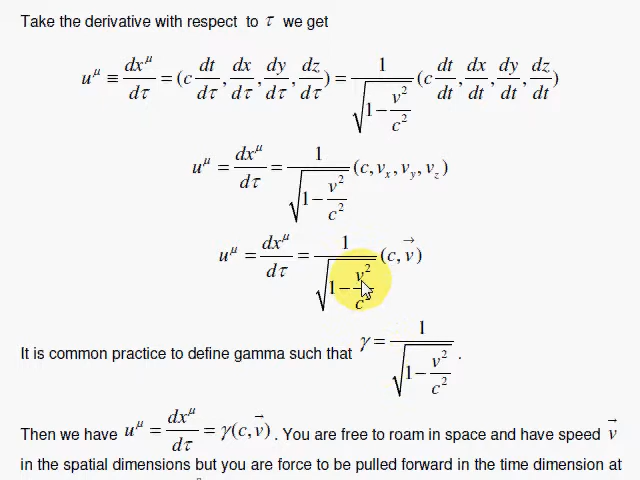 Take the derivative with respect to τ we get
u^μ ≡ dx^μ/dτ = (c dt/dτ, dx/dτ, dy/dτ, dz/dτ) = 1/√(1−v²/c²) (c dt/dt, dx/dt, dy/dt, dz/dt)
u^μ = dx^μ/dτ = 1/√(1−v²/c²) (c, v_x, v_y, v_z)
u^μ = dx^μ/dτ = 1/√(1−v²/c²) (c, v⃗)
It is common practice to define gamma such that γ = 1/√(1−v²/c²) .
Then we have u^μ = dx^μ/dτ = γ(c, v⃗) . You are free to roam in space and have speed v⃗
in the spatial dimensions but you are force to be pulled forward in the time dimension at